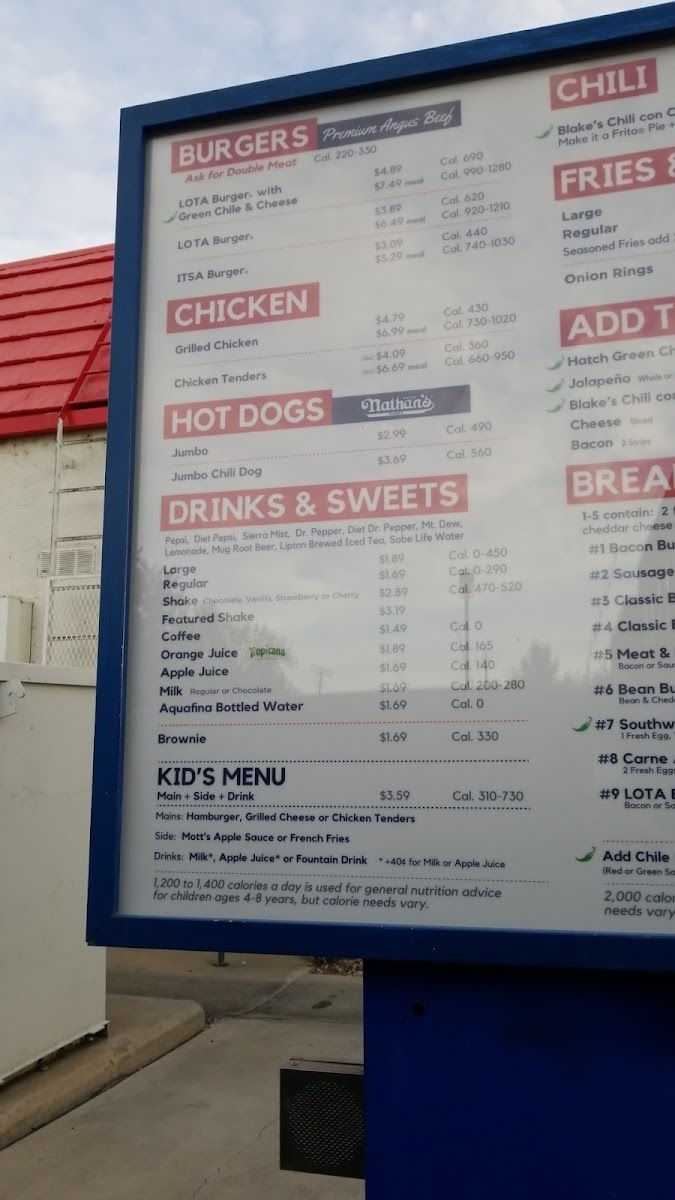 BURGERS Premium Angus Beef
Ask for Double Meat Cal. 220-330
LOTA Burger® with $4.89 Cal. 690
Green Chile & Cheese $7.49 meal Cal. 990-1280
LOTA Burger® $3.89 Cal. 620
$6.49 meal Cal. 920-1210
ITSA Burger® $3.09 Cal. 440
$5.29 meal Cal. 740-1030
CHICKEN
Grilled Chicken $4.79 Cal. 430
$6.99 meal Cal. 730-1020
Chicken Tenders $4.09 Cal. 360
$6.69 meal Cal. 660-950
HOT DOGS Nathan's
Jumbo $2.99 Cal. 490
Jumbo Chili Dog $3.69 Cal. 560
DRINKS & SWEETS
Pepsi, Diet Pepsi, Sierra Mist, Dr. Pepper, Diet Dr. Pepper, Mt. Dew,
Lemonade, Mug Root Beer, Lipton Brewed Iced Tea, Sobe Life Water
Large $1.89 Cal. 0-450
Regular $1.69 Cal. 0-290
Shake Chocolate, Vanilla, Strawberry or Cherry $2.89 Cal. 470-520
Featured Shake $3.19
Coffee $1.49 Cal. 0
Orange Juice Tropicana $1.89 Cal. 165
Apple Juice $1.69 Cal. 140
Milk Regular or Chocolate $1.69 Cal. 200-280
Aquafina Bottled Water $1.69 Cal. 0
Brownie $1.69 Cal. 330
KID'S MENU
Main + Side + Drink $3.59 Cal. 310-730
Mains: Hamburger, Grilled Cheese or Chicken Tenders
Side: Mott's Apple Sauce or French Fries
Drinks: Milk*, Apple Juice* or Fountain Drink *+40¢ for Milk or Apple Juice
1,200 to 1,400 calories a day is used for general nutrition advice
for children ages 4-8 years, but calorie needs vary.
CHILI
Blake's Chili con C
Make it a Frito® Pie +
FRIES &
Large
Regular
Seasoned Fries add
Onion Rings
ADD T
Hatch Green Ch
Jalapeño Whole or
Blake's Chili con
Cheese Sliced
Bacon 2 Strips
BREA
1-5 contain: 2
cheddar cheese
#1 Bacon Bu
#2 Sausage
#3 Classic B
#4 Classic
#5 Meat &
Bacon or Sau
#6 Bean Bu
Bean & Chedd
#7 Southw
1 Fresh Egg,
#8 Carne
2 Fresh Eggs
#9 LOTA B
Bacon or Sa
Add Chile
(Red or Green Sa
2,000 calor
needs vary